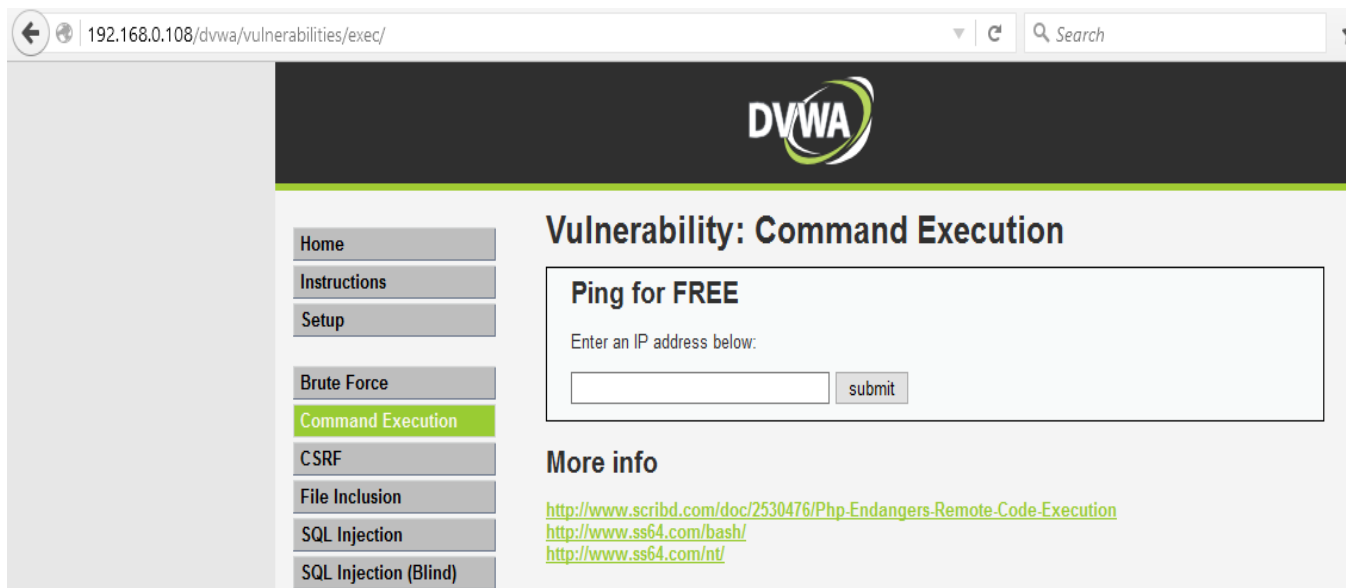 192.168.0.108/dvwa/vulnerabilities/exec/
Search
DVWA
Home
Instructions
Setup
Brute Force
Command Execution
CSRF
File Inclusion
SQL Injection
SQL Injection (Blind)
Vulnerability: Command Execution
Ping for FREE
Enter an IP address below:
submit
More info
http://www.scribd.com/doc/2530476/Php-Endangers-Remote-Code-Execution
http://www.ss64.com/bash/
http://www.ss64.com/nt/